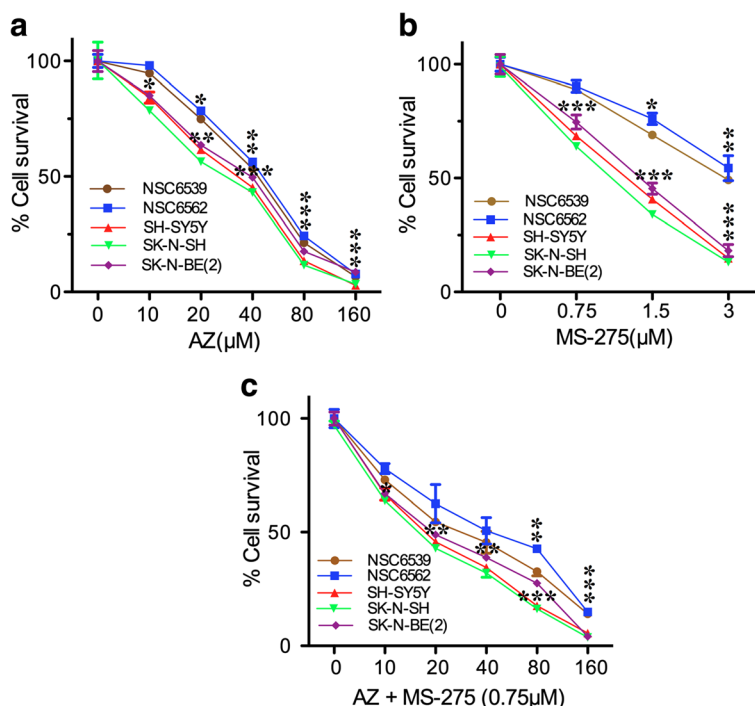 a
% Cell survival
100
50
0
*
*
**
**
***
***
***
NSC6539
NSC6562
SH-SY5Y
SK-N-SH
SK-N-BE(2)
0 10 20 40 80 160
AZ(µM)
b
% Cell survival
100
50
0
***
*
***
**
***
NSC6539
NSC6562
SH-SY5Y
SK-N-SH
SK-N-BE(2)
0 0.75 1.5 3
MS-275(µM)
c
% Cell survival
100
50
0
*
**
**
**
***
***
NSC6539
NSC6562
SH-SY5Y
SK-N-SH
SK-N-BE(2)
0 10 20 40 80 160
AZ + MS-275 (0.75µM)